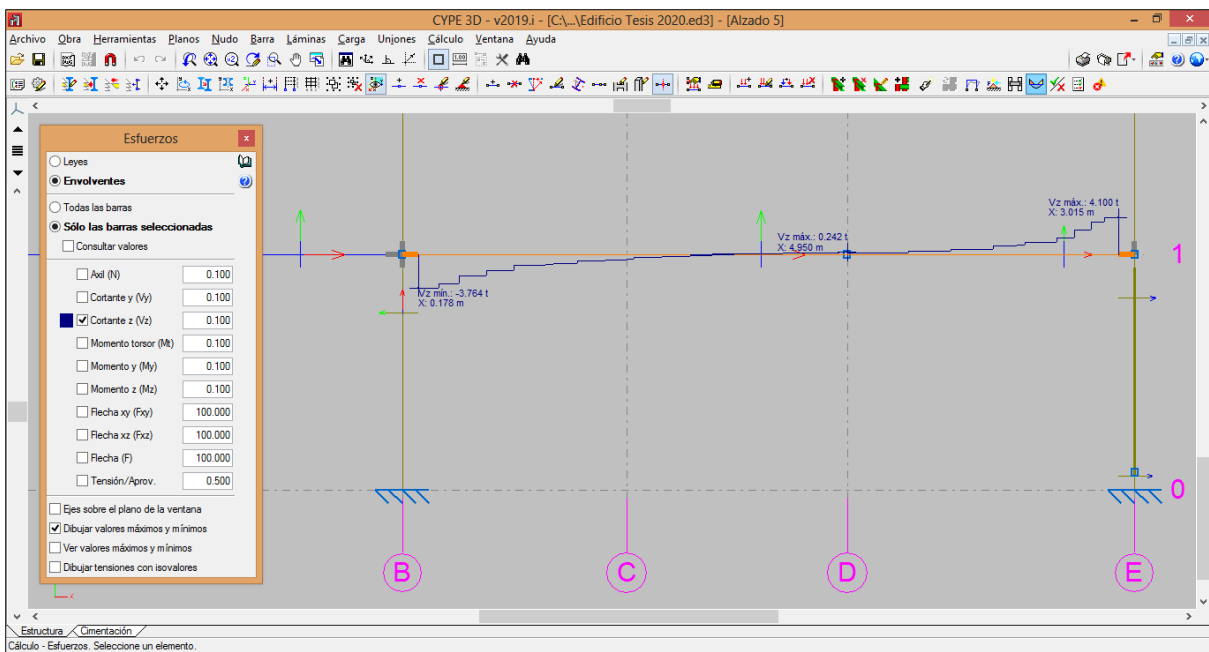 CYPE 3D - v2019.i - [C:\...\Edificio Tesis 2020.ed3] - [Alzado 5]
Archivo Obra Herramientas Planos Nudo Barra Láminas Carga Uniones Cálculo Ventana Ayuda
Esfuerzos
Leyes
Envolventes
Todas las barras
Sólo las barras seleccionadas
Consultar valores
Axil (N) 0.100
Cortante y (Vy) 0.100
Cortante z (Vz) 0.100
Momento torsor (Mt) 0.100
Momento y (My) 0.100
Momento z (Mz) 0.100
Flecha xy (Fxy) 100.000
Flecha xz (Fxz) 100.000
Flecha (F) 100.000
Tensión/Aprov. 0.500
Ejes sobre el plano de la ventana
Dibujar valores máximos y mínimos
Ver valores máximos y mínimos
Dibujar tensiones con isovalores
Vz mín.: -3.764 t
X: 0.178 m
Vz máx.: 0.242 t
X: 4.950 m
Vz máx.: 4.100 t
X: 3.015 m
1
0
B
C
D
E
x
Estructura Cimentación
Cálculo - Esfuerzos. Seleccione un elemento.